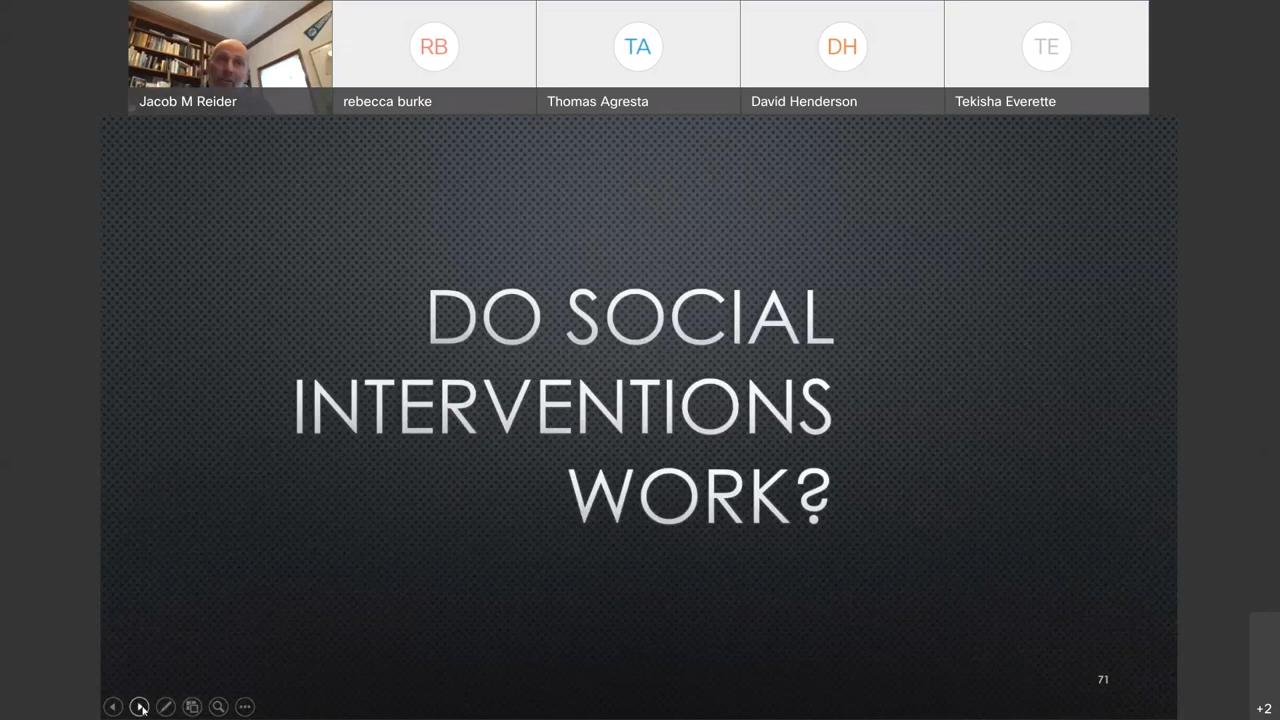 RB
TA
DH
TE
Jacob M Reider
rebecca burke
Thomas Agresta
David Henderson
Tekisha Everette
DO SOCIAL
INTERVENTIONS
WORK?
71
+2